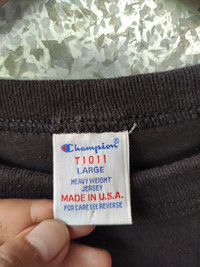 Champion®
T1011
LARGE
HEAVY WEIGHT
JERSEY
MADE IN U.S.A.
FOR CARE SEE REVERSE